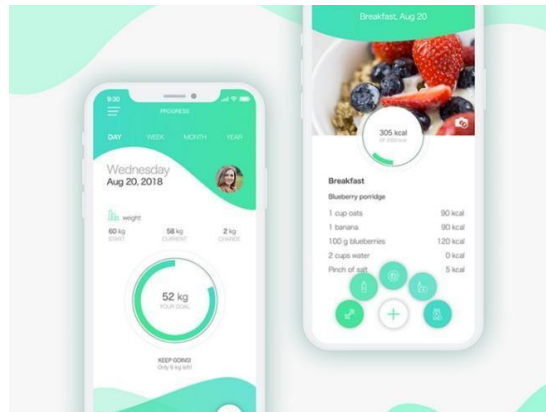 9:30
PROGRESS
DAY WEEK MONTH YEAR
Wednesday
Aug 20, 2018
weight
60 kg 58 kg 2 kg
START CURRENT CHANGE
52 kg
YOUR GOAL
KEEP GOING!
Only 6 kg left!
Breakfast, Aug 20
305 kcal
Breakfast
Blueberry porridge
1 cup oats 90 kcal
1 banana 90 kcal
100 g blueberries 120 kcal
2 cups water 0 kcal
Pinch of salt 5 kcal